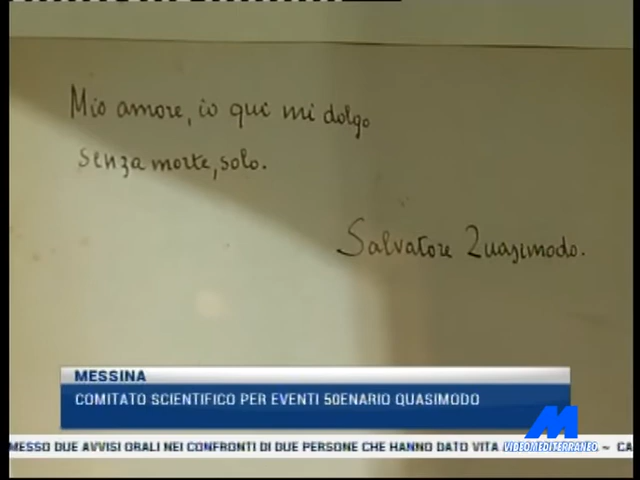 Mio amore, io qui mi dolgo
senza morte, solo.
Salvatore Quasimodo.
MESSINA
COMITATO SCIENTIFICO PER EVENTI 50ENARIO QUASIMODO
MESSO DUE AVVISI ORALI NEI CONFRONTI DI DUE PERSONE CHE HANNO DATO VITA
VIDEOMEDITERRANEO
~ CA